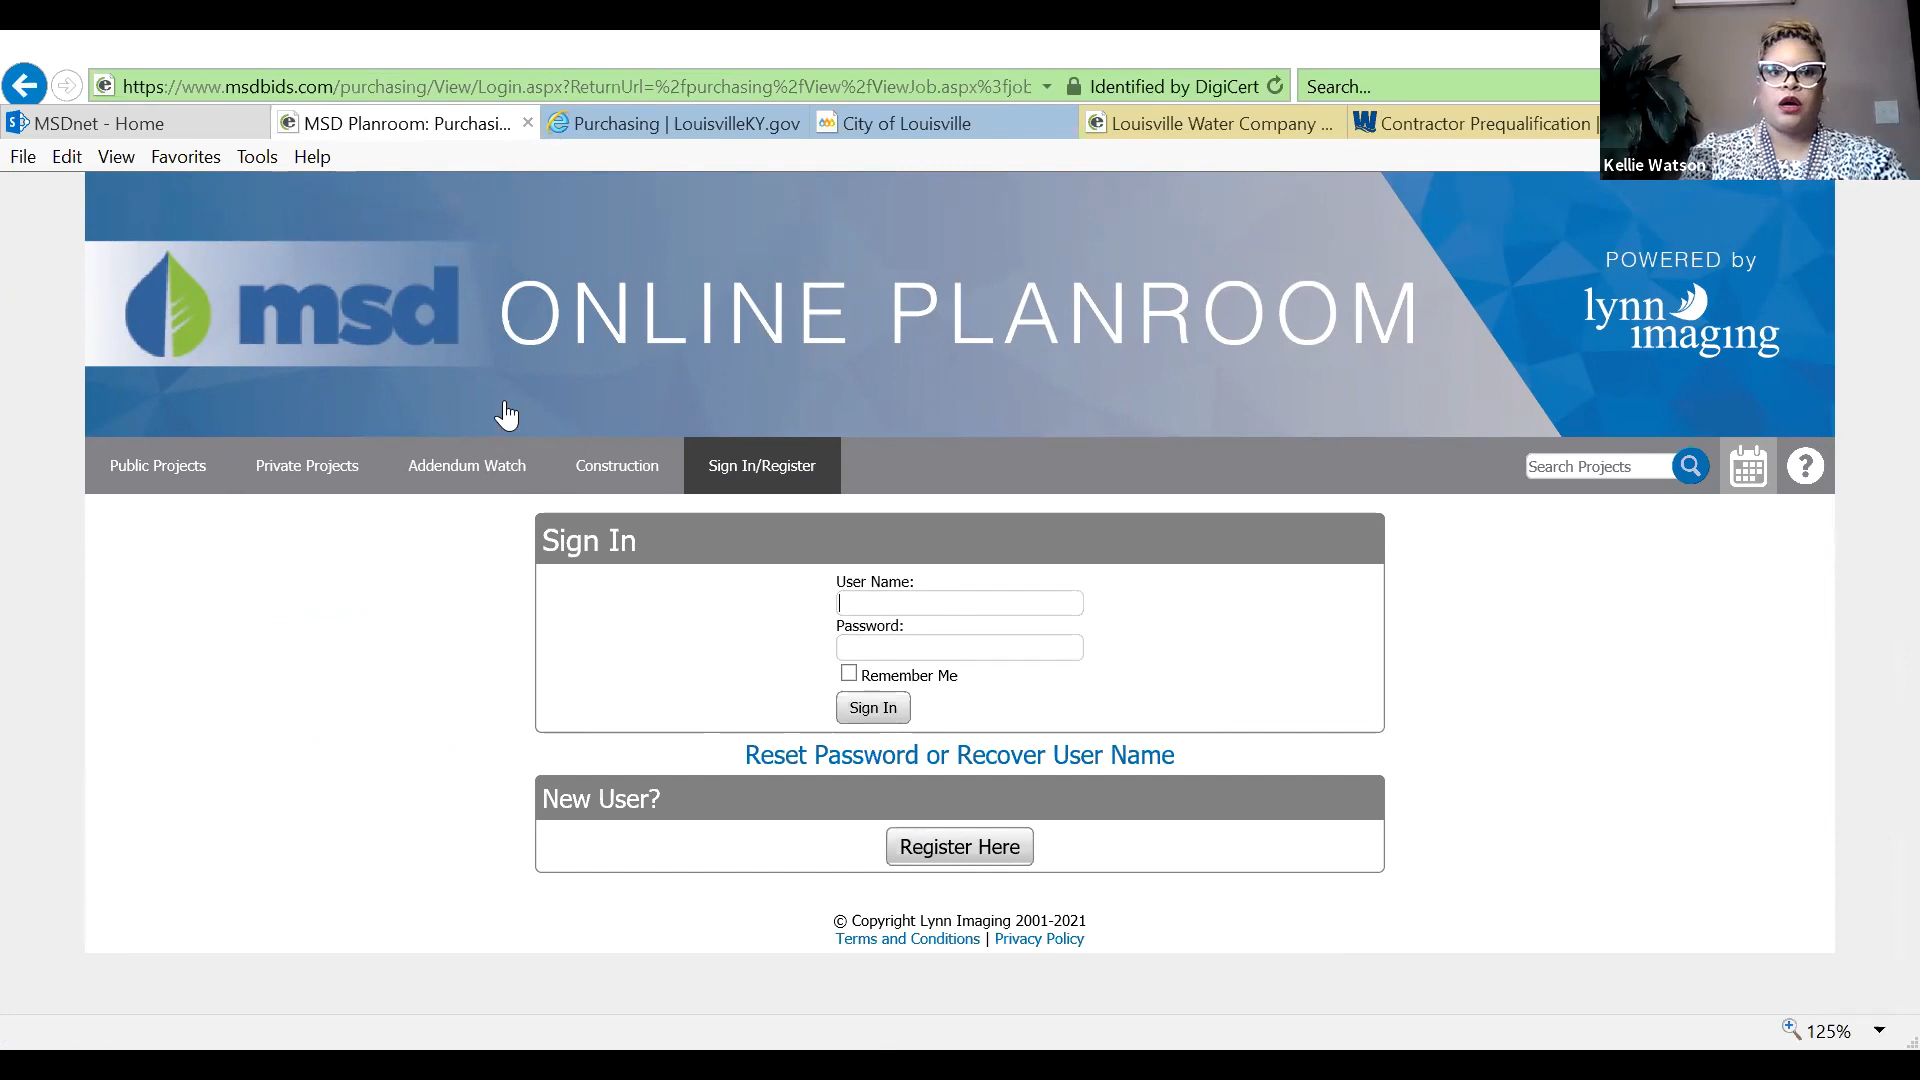 https://www.msdbids.com/purchasing/View/Login.aspx?ReturnUrl=%2fpurchasing%2fView%2fViewJob.aspx%3fjob
Identified by DigiCert
Search...
MSDnet - Home
MSD Planroom: Purchasi...
Purchasing | LouisvilleKY.gov
City of Louisville
Louisville Water Company ...
Contractor Prequalification |
Kellie Watson
File Edit View Favorites Tools Help
msd
ONLINE PLANROOM
POWERED by
lynn
imaging
Public Projects
Private Projects
Addendum Watch
Construction
Sign In/Register
Search Projects
?
Sign In
User Name:
Password:
Remember Me
Sign In
Reset Password or Recover User Name
New User?
Register Here
© Copyright Lynn Imaging 2001-2021
Terms and Conditions | Privacy Policy
125%